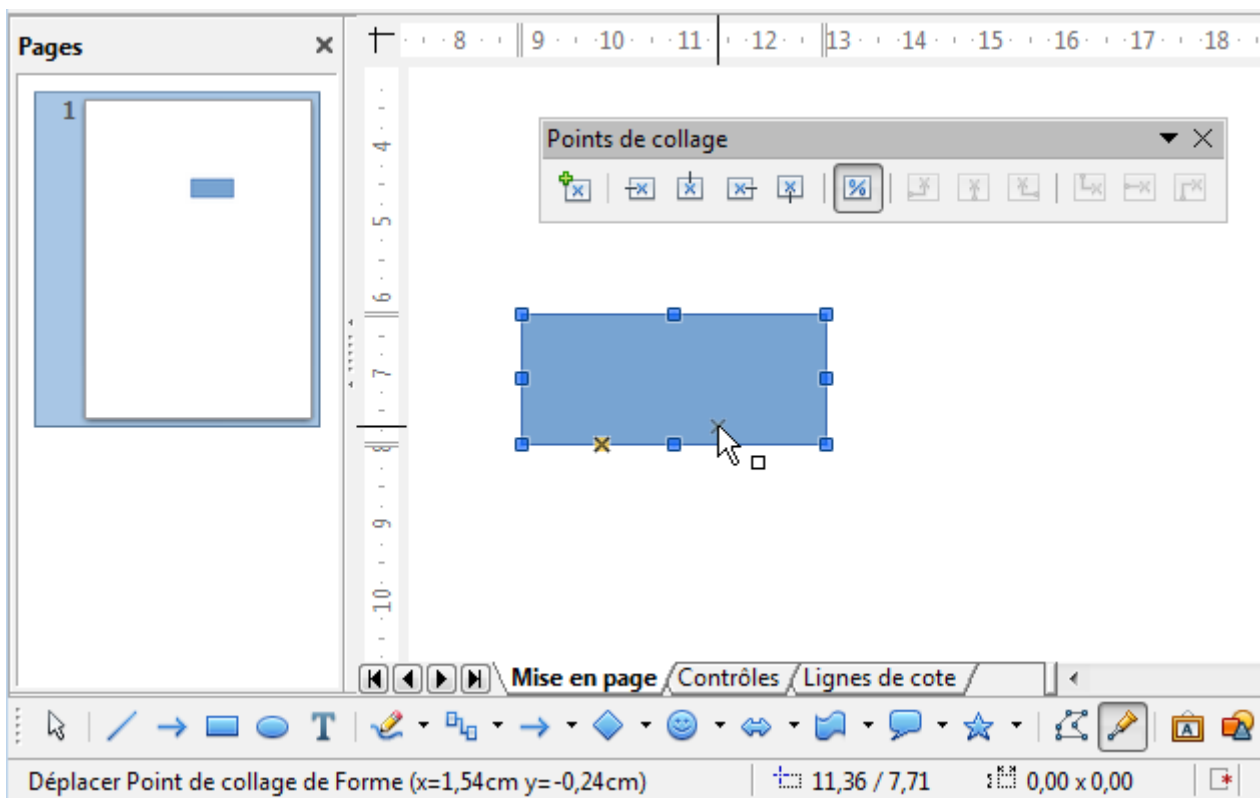 Pages
8 9 10 11 12 13 14 15 16 17 18
1
Points de collage
4
5
6
7
8
9
10
Mise en page Contrôles Lignes de cote
T
Déplacer Point de collage de Forme (x=1,54cm y=-0,24cm) 11,36 / 7,71 0,00 x 0,00